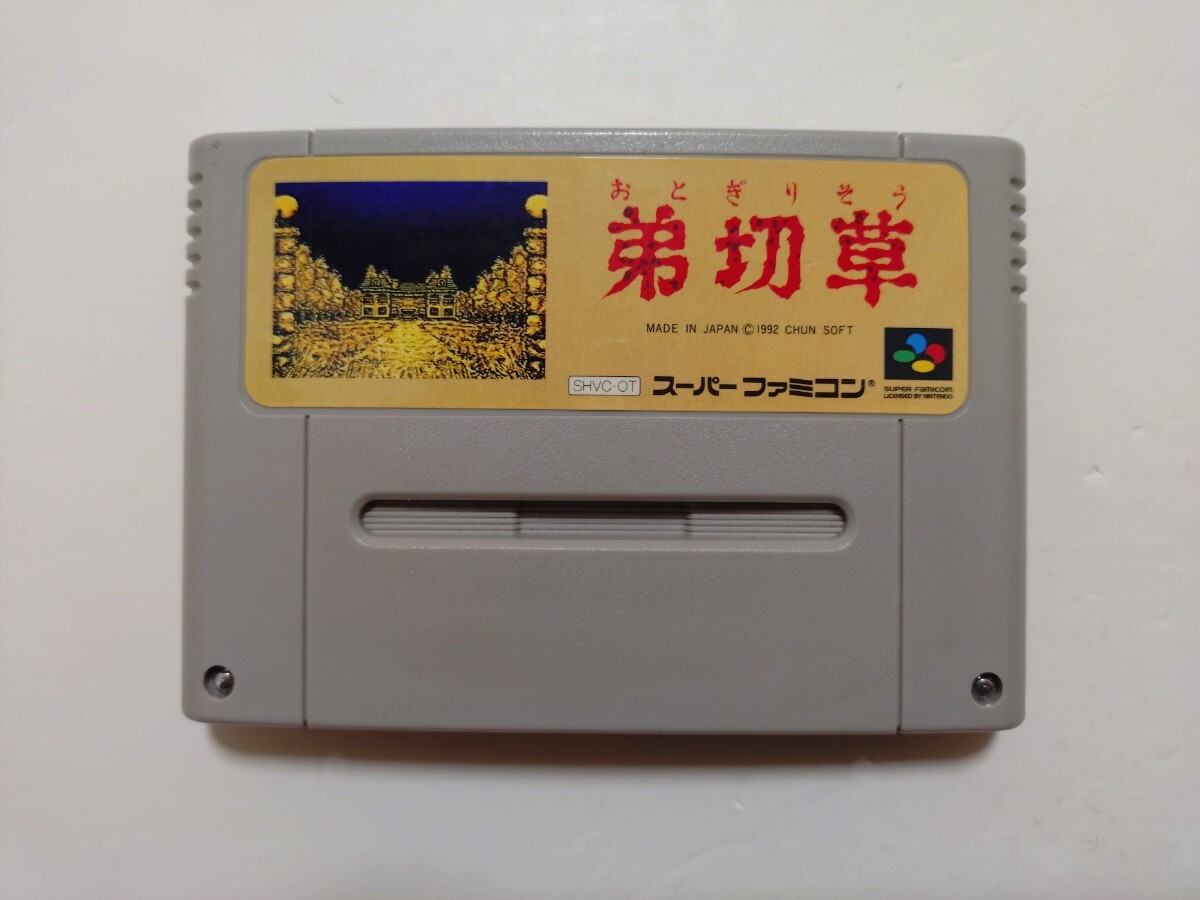 おとぎりそう
弟切草
MADE IN JAPAN © 1992 CHUN SOFT
SHVC-OT スーパーファミコン®
SUPER FAMICOM
LICENSED BY NINTENDO